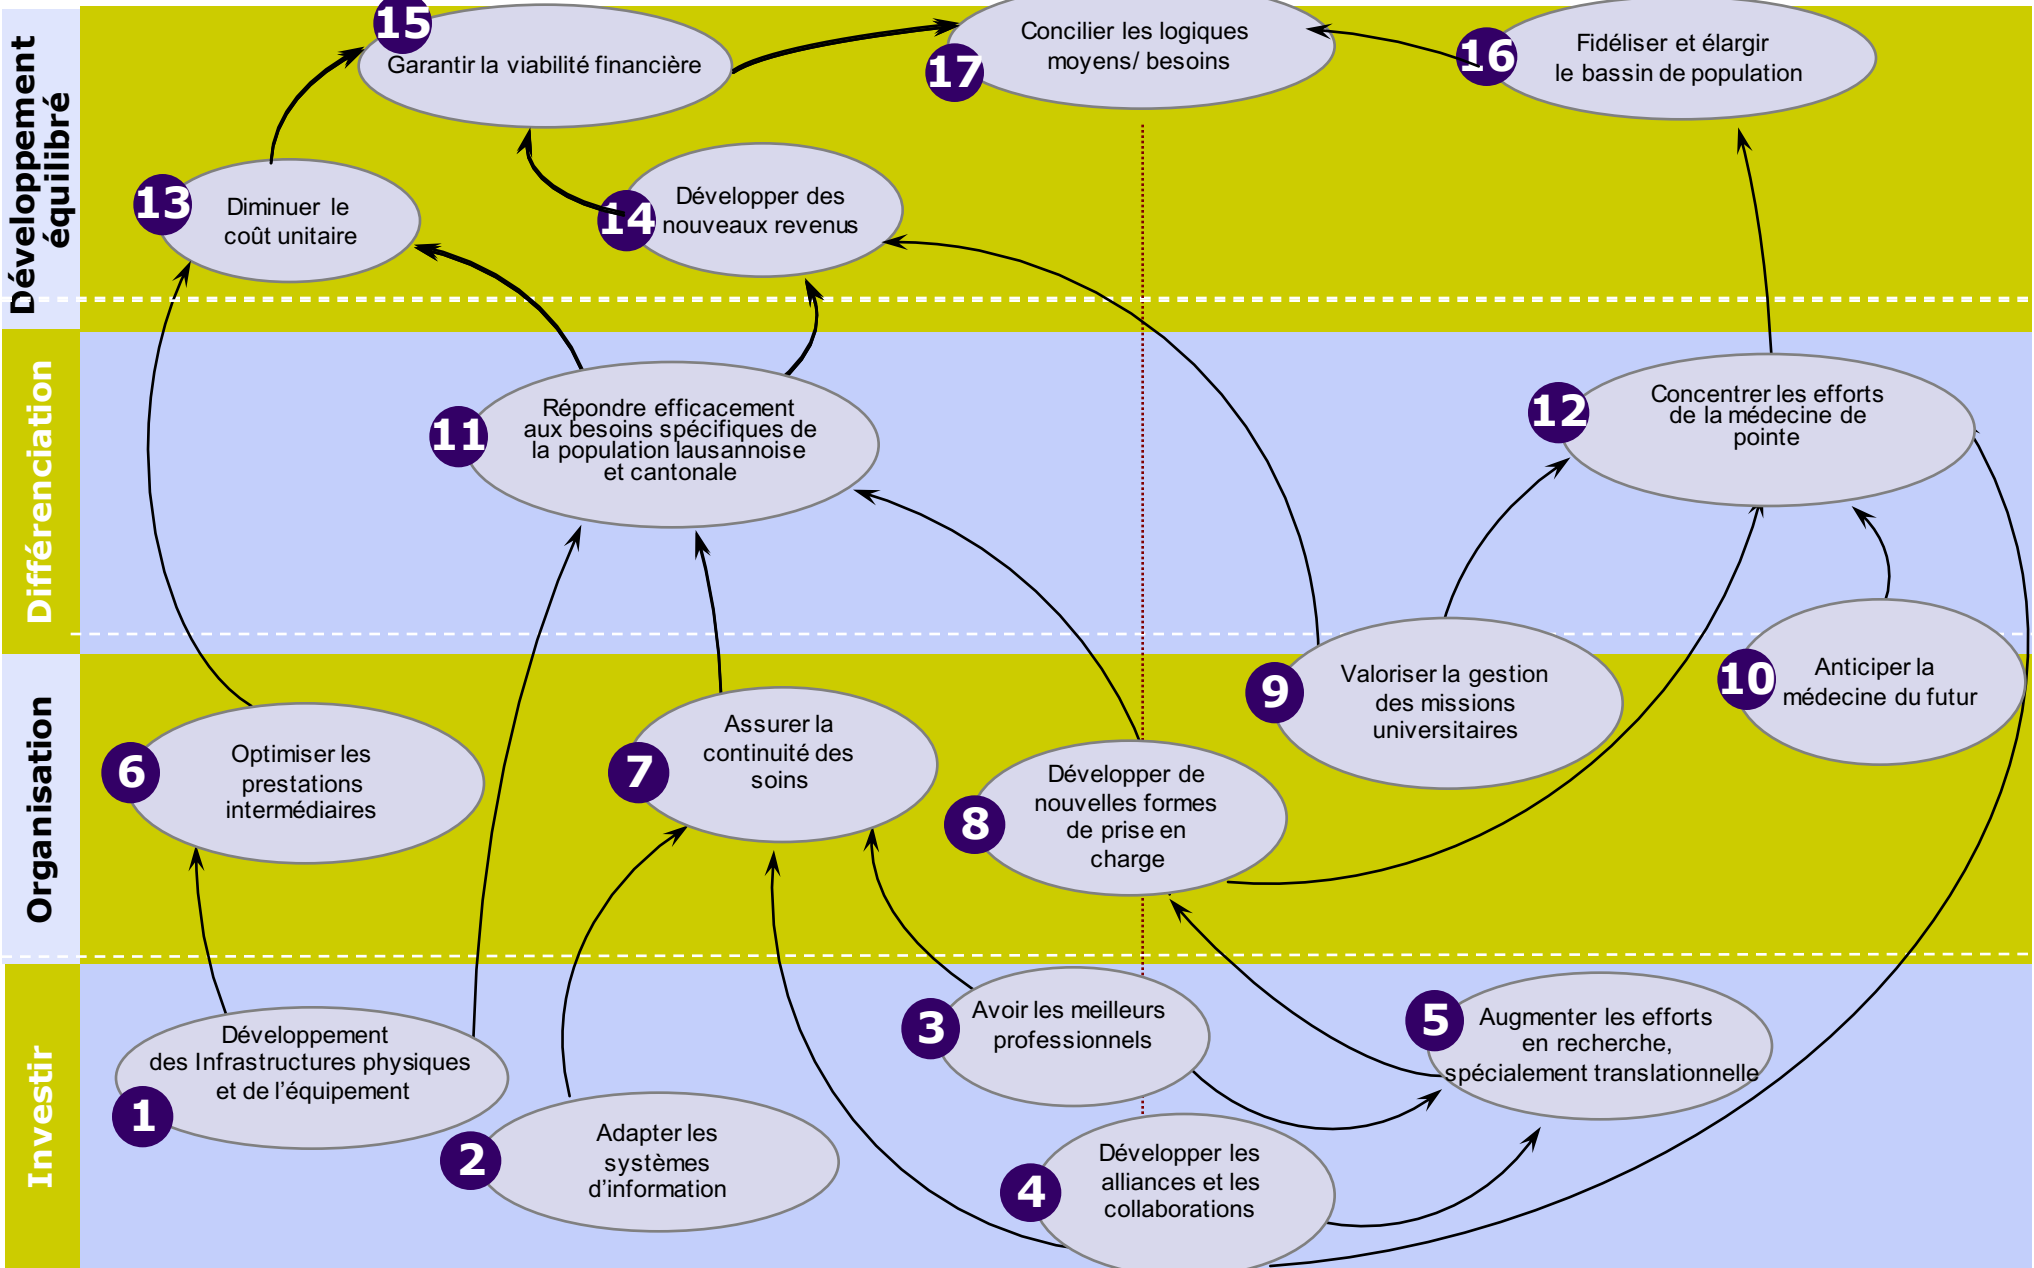 Développement
équilibré
15
Garantir la viabilité financière
Concilier les logiques
moyens/ besoins
17
16
Fidéliser et élargir
le bassin de population
13
Diminuer le
coût unitaire
14
Développer des
nouveaux revenus
Différenciation
11
Répondre efficacement
aux besoins spécifiques de
la population lausannoise
et cantonale
12
Concentrer les efforts
de la médecine de
pointe
Organisation
6
Optimiser les
prestations
intermédiaires
7
Assurer la
continuité des
soins
8
Développer de
nouvelles formes
de prise en
charge
9
Valoriser la gestion
des missions
universitaires
10
Anticiper la
médecine du futur
Investir
1
Développement
des Infrastructures physiques
et de l'équipement
2
Adapter les
systèmes
d'information
3
Avoir les meilleurs
professionnels
4
Développer les
alliances et les
collaborations
5
Augmenter les efforts
en recherche,
spécialement translationnelle